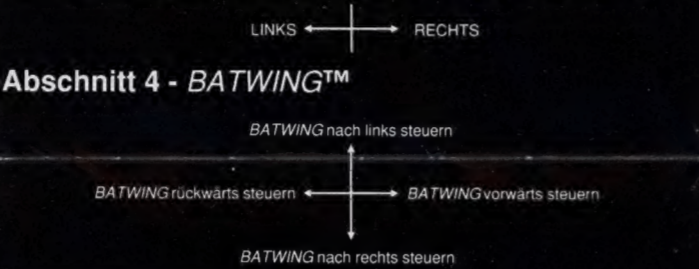 LINKS RECHTS
Abschnitt 4 - BATWING™
BATWING nach links steuern
BATWING rückwärts steuern BATWING vorwärts steuern
BATWING nach rechts steuern